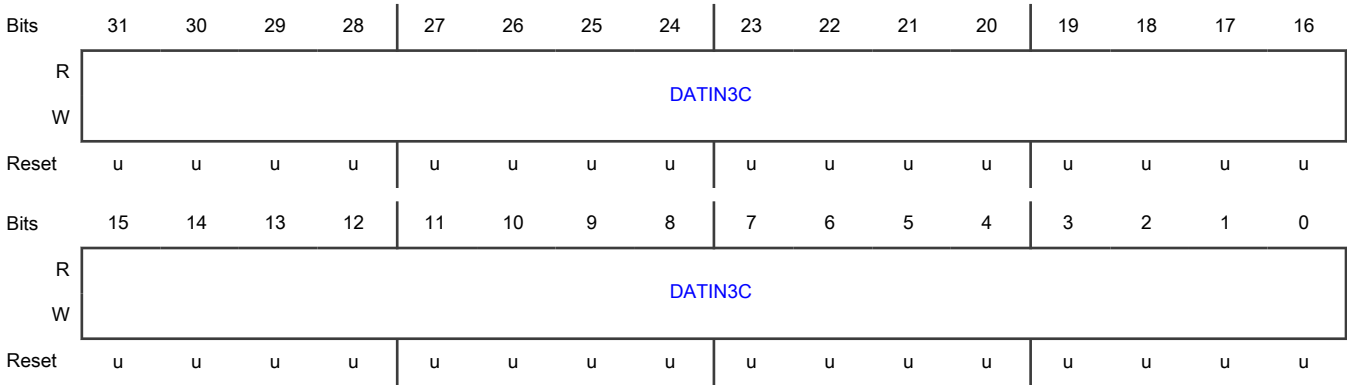 Bits 31 30 29 28 27 26 25 24 23 22 21 20 19 18 17 16
R
DATIN3C
W
Reset u u u u u u u u u u u u u u u u
Bits 15 14 13 12 11 10 9 8 7 6 5 4 3 2 1 0
R
DATIN3C
W
Reset u u u u u u u u u u u u u u u u